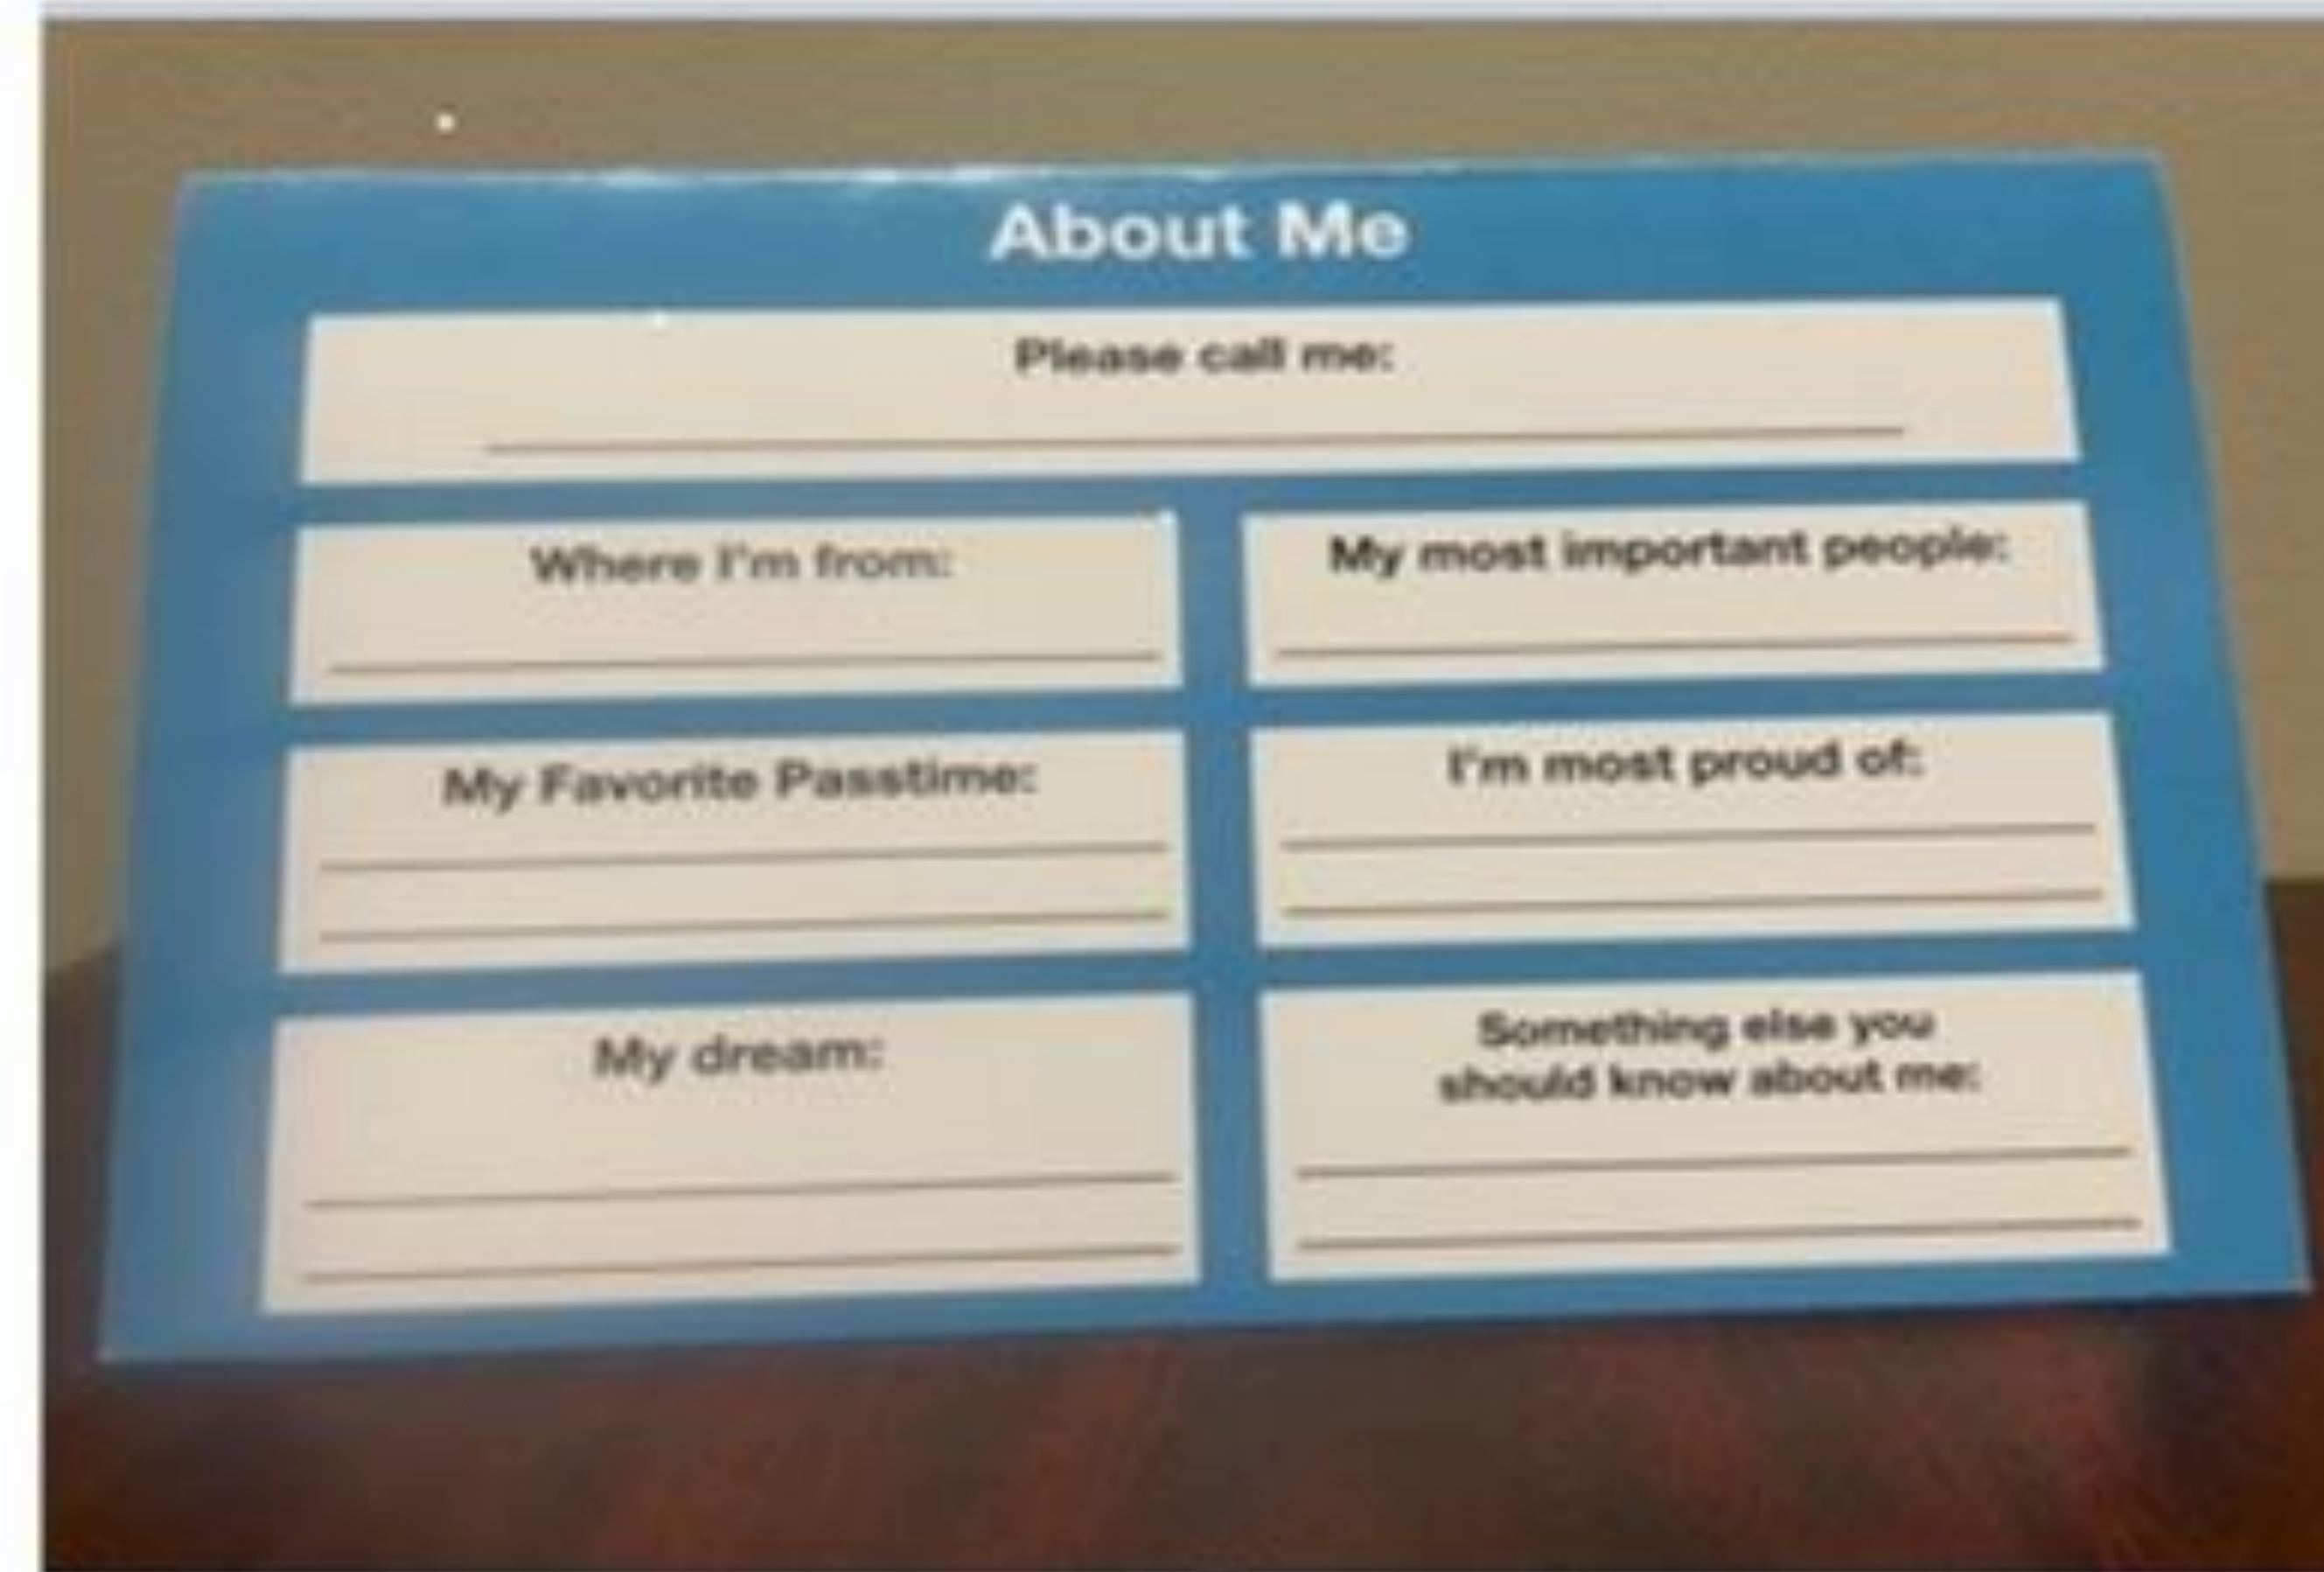 About Me
Please call me:
Where I'm from:
My most important people:
My Favorite Passtime:
I'm most proud of:
My dream:
Something else you
should know about me: